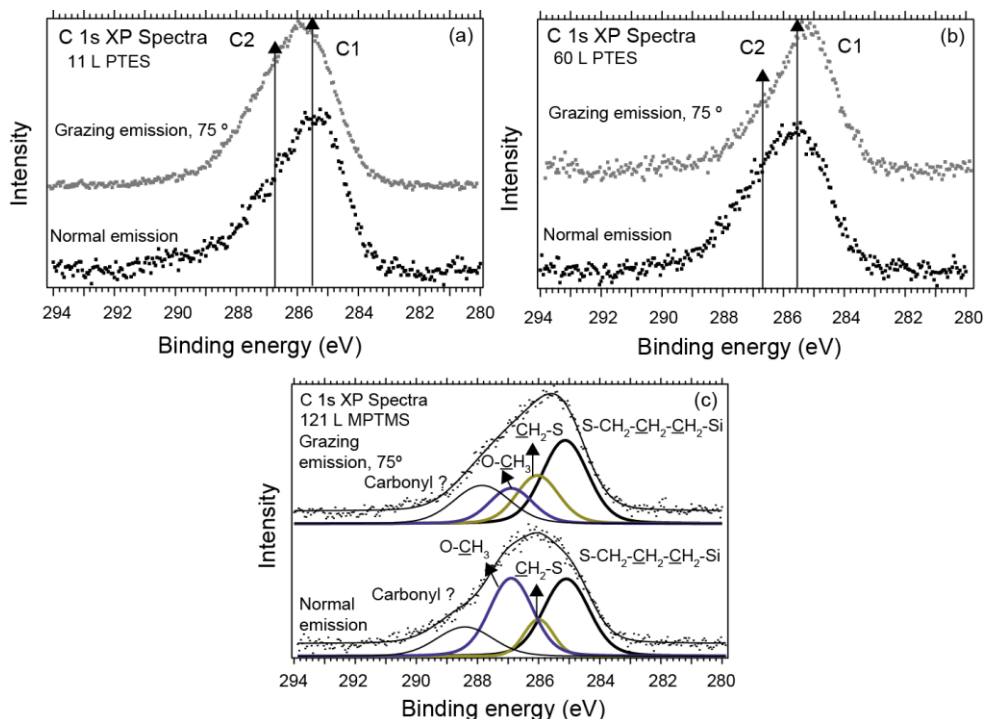 C 1s XP Spectra
11 L PTES
C2
C1
(a)
Grazing emission, 75 º
Normal emission
Intensity
294 292 290 288 286 284 282 280
Binding energy (eV)
C 1s XP Spectra
60 L PTES
C2
C1
(b)
Grazing emission, 75 º
Normal emission
Intensity
294 292 290 288 286 284 282 280
Binding energy (eV)
C 1s XP Spectra
121 L MPTMS
Grazing
emission, 75º
(c)
CH2-S
S-CH2-CH2-CH2-Si
O-CH3
Carbonyl ?
O-CH3
CH2-S
S-CH2-CH2-CH2-Si
Carbonyl ?
Normal
emission
Intensity
294 292 290 288 286 284 282 280
Binding energy (eV)